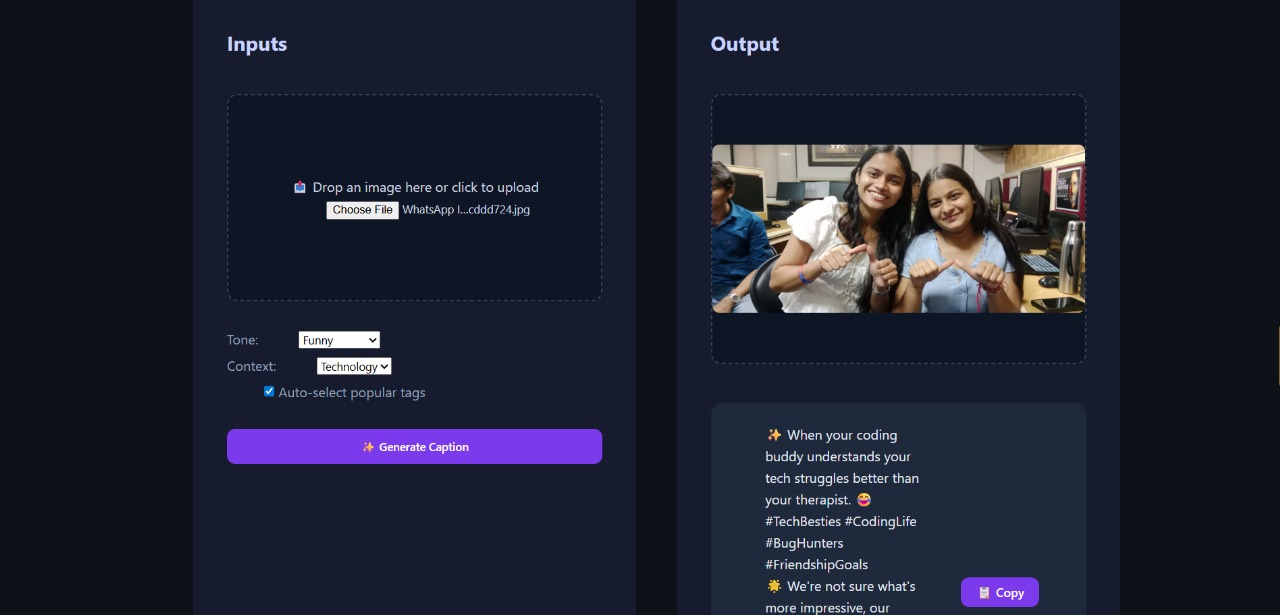 Inputs
📬 Drop an image here or click to upload
Choose File WhatsApp I...cddd724.jpg
Tone: Funny
Context: Technology
Auto-select popular tags
✨ Generate Caption
Output
✨ When your coding
buddy understands your
tech struggles better than
your therapist. 😂
#TechBesties #CodingLife
#BugHunters
#FriendshipGoals
🌟 We're not sure what's
more impressive, our
📋 Copy